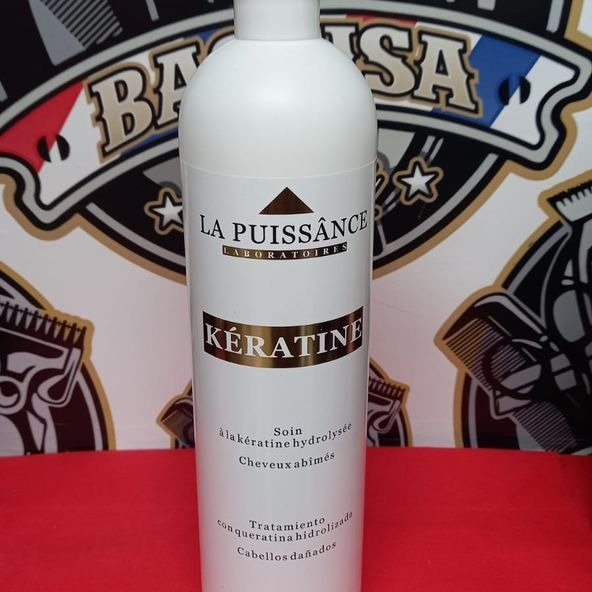 LA PUISSÂNCE
LABORATOIRES
KÉRATINE
Soin
à la kératine hydrolysée
Cheveux abîmés
Tratamiento
con queratina hidrolizada
Cabellos dañados